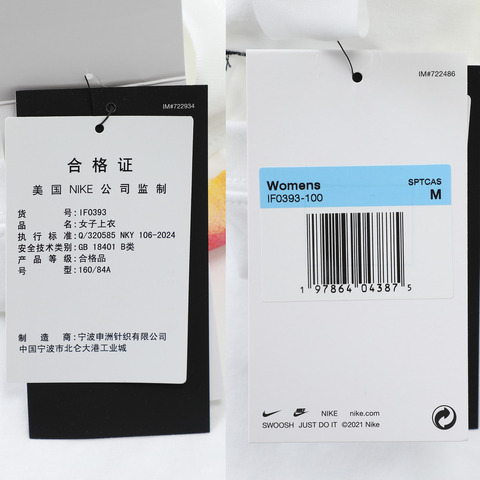 IM#722934
合格证
美国 NIKE 公司监制
货号:IF0393
品名:女子上衣
执行标准:Q/320585 NKY 106-2024
安全技术类别:GB 18401 B类
产品等级:合格品
号型:160/84A
制造商:宁波申洲针织有限公司
中国宁波市北仑大港工业城
IM#722486
Womens SPTCAS
IF0393-100 M
1 97864 04387 5
NIKE nike.com
SWOOSH JUST DO IT ©2021 Nike